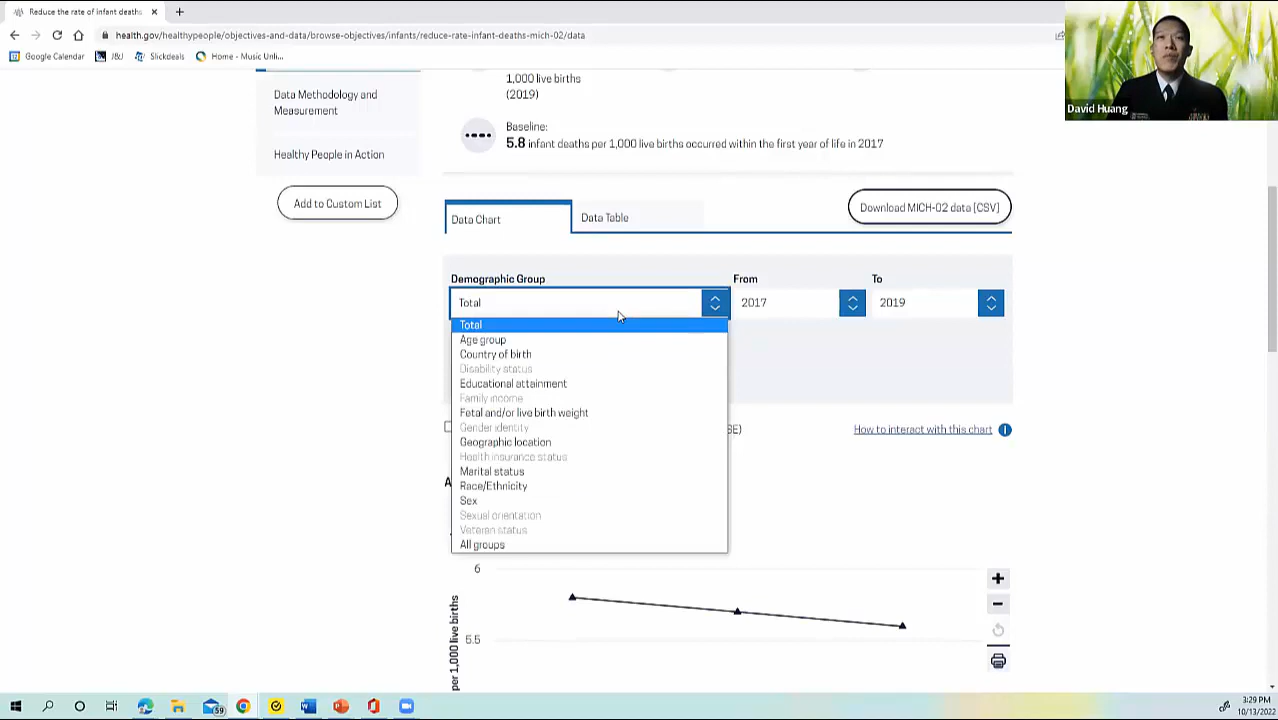 Reduce the rate of infant deaths
health.gov/healthypeople/objectives-and-data/browse-objectives/infants/reduce-rate-infant-deaths-mich-02/data
Google Calendar
J&J
Slickdeals
Home - Music Unli...
David Huang
Data Methodology and
Measurement
Healthy People in Action
Add to Custom List
1,000 live births
(2019)
Baseline:
5.8 infant deaths per 1,000 live births occurred within the first year of life in 2017
Data Chart
Data Table
Download MICH-02 data [CSV]
Demographic Group
From
To
Total
2017
2019
Total
Age group
Country of birth
Disability status
Educational attainment
Family income
Fetal and/or live birth weight
Gender identity
Geographic location
Health insurance status
Marital status
Race/Ethnicity
Sex
Sexual orientation
Veteran status
All groups
SE)
How to interact with this chart
6
5.5
per 1,000 live births
59
3:29 PM
10/13/2022